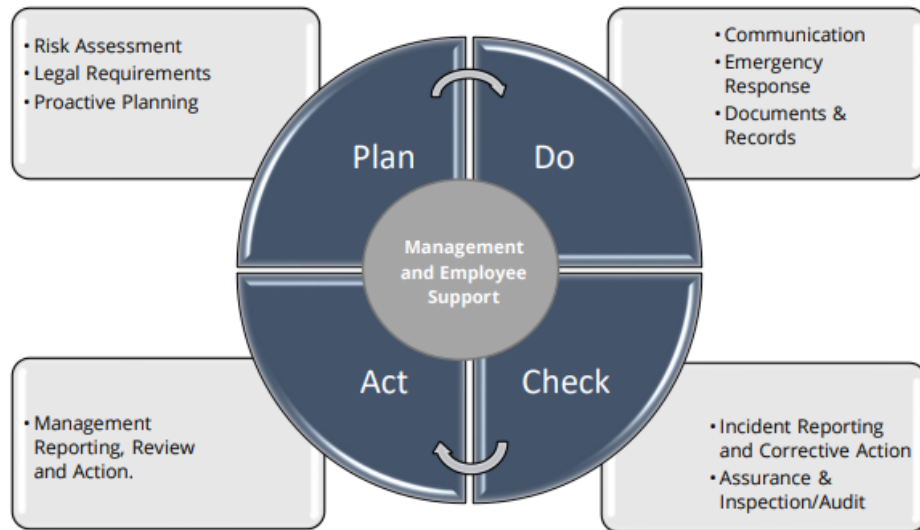 • Risk Assessment
• Legal Requirements
• Proactive Planning
• Communication
• Emergency
Response
• Documents &
Records
Plan
Do
Management
and Employee
Support
Act
Check
• Management
Reporting, Review
and Action.
• Incident Reporting
and Corrective Action
• Assurance &
Inspection/Audit